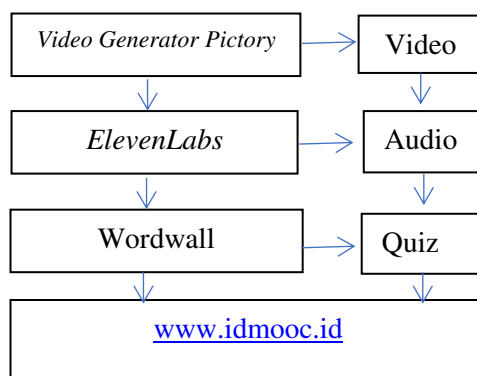 Video Generator Pictory
Video
ElevenLabs
Audio
Wordwall
Quiz
www.idmooc.id